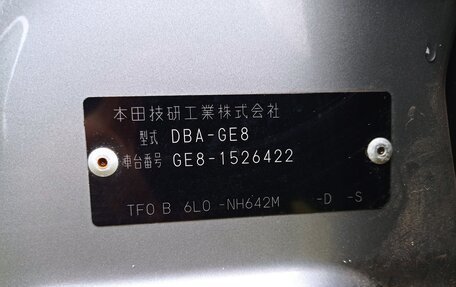 本田技研工業株式会社
型式 DBA-GE8
車台番号 GE8-1526422
TF0 B 6L0 -NH642M -D -S